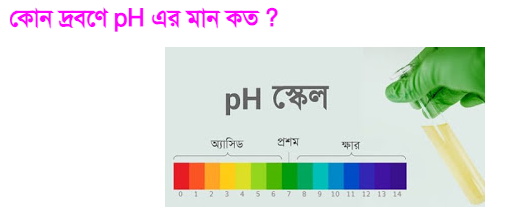 কোন দ্রবণে pH এর মান কত ?
pH স্কেল
অ্যাসিড প্রশম ক্ষার
0 1 2 3 4 5 6 7 8 9 10 11 12 13 14